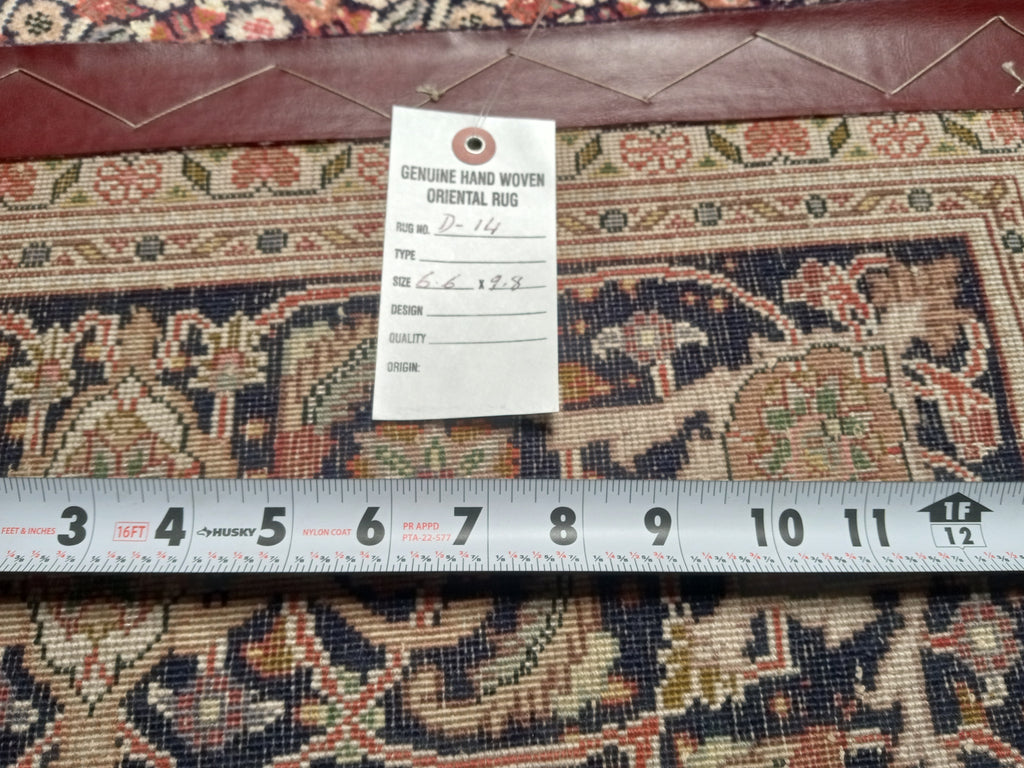 GENUINE HAND WOVEN
ORIENTAL RUG
RUG NO. D-14
TYPE
SIZE 6.6 X 9.8
DESIGN
QUALITY
ORIGIN:
FEET & INCHES 3 16FT 4 HUSKY 5 NYLON COAT 6 PR APPD PTA-22-577 7 8 9 10 11 1F 12